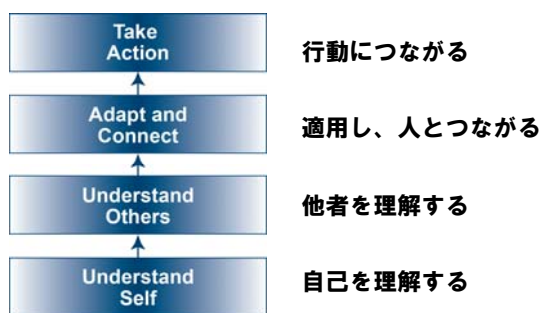 Take
Action
行動につながる
Adapt and
Connect
適用し、人とつながる
Understand
Others
他者を理解する
Understand
Self
自己を理解する